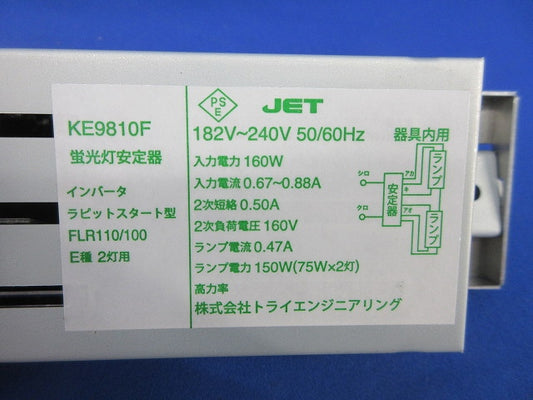 KE9810F
蛍光灯安定器
インバータ
ラピットスタート型
FLR110/100
E種 2灯用
PS
E
JET
182V~240V 50/60Hz
入力電力 160W
入力電流 0.67~0.88A
2次短絡 0.50A
2次負荷電圧 160V
ランプ電流 0.47A
ランプ電力 150W(75W×2灯)
高力率
株式会社トライエンジニアリング
器具内用
シロ
クロ
安定器
アカ
キ
アオ
ランプ
ランプ